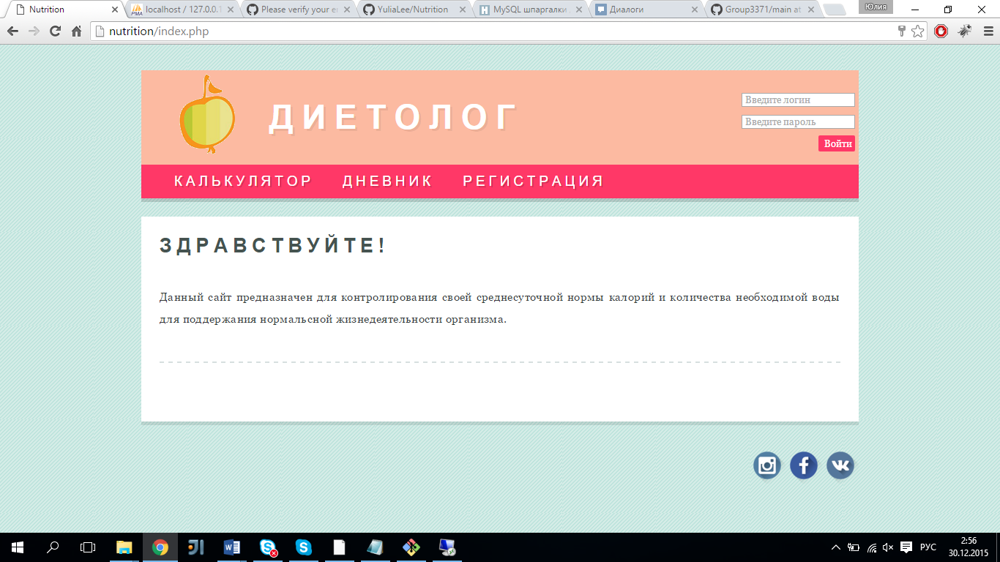 Nutrition
localhost / 127.0.0.1
Please verify your e
YuliaLee/Nutrition
MySQL шпаргалки
Диалоги
Group3371/main at
Юлия
nutrition/index.php
ДИЕТОЛОГ
Введите логин
Введите пароль
Войти
КАЛЬКУЛЯТОР ДНЕВНИК РЕГИСТРАЦИЯ
ЗДРАВСТВУЙТЕ!
Данный сайт предназначен для контролирования своей среднесуточной нормы калорий и количества необходимой воды
для поддержания нормальсной жизнедеятельности организма.
РУС
2:56
30.12.2015